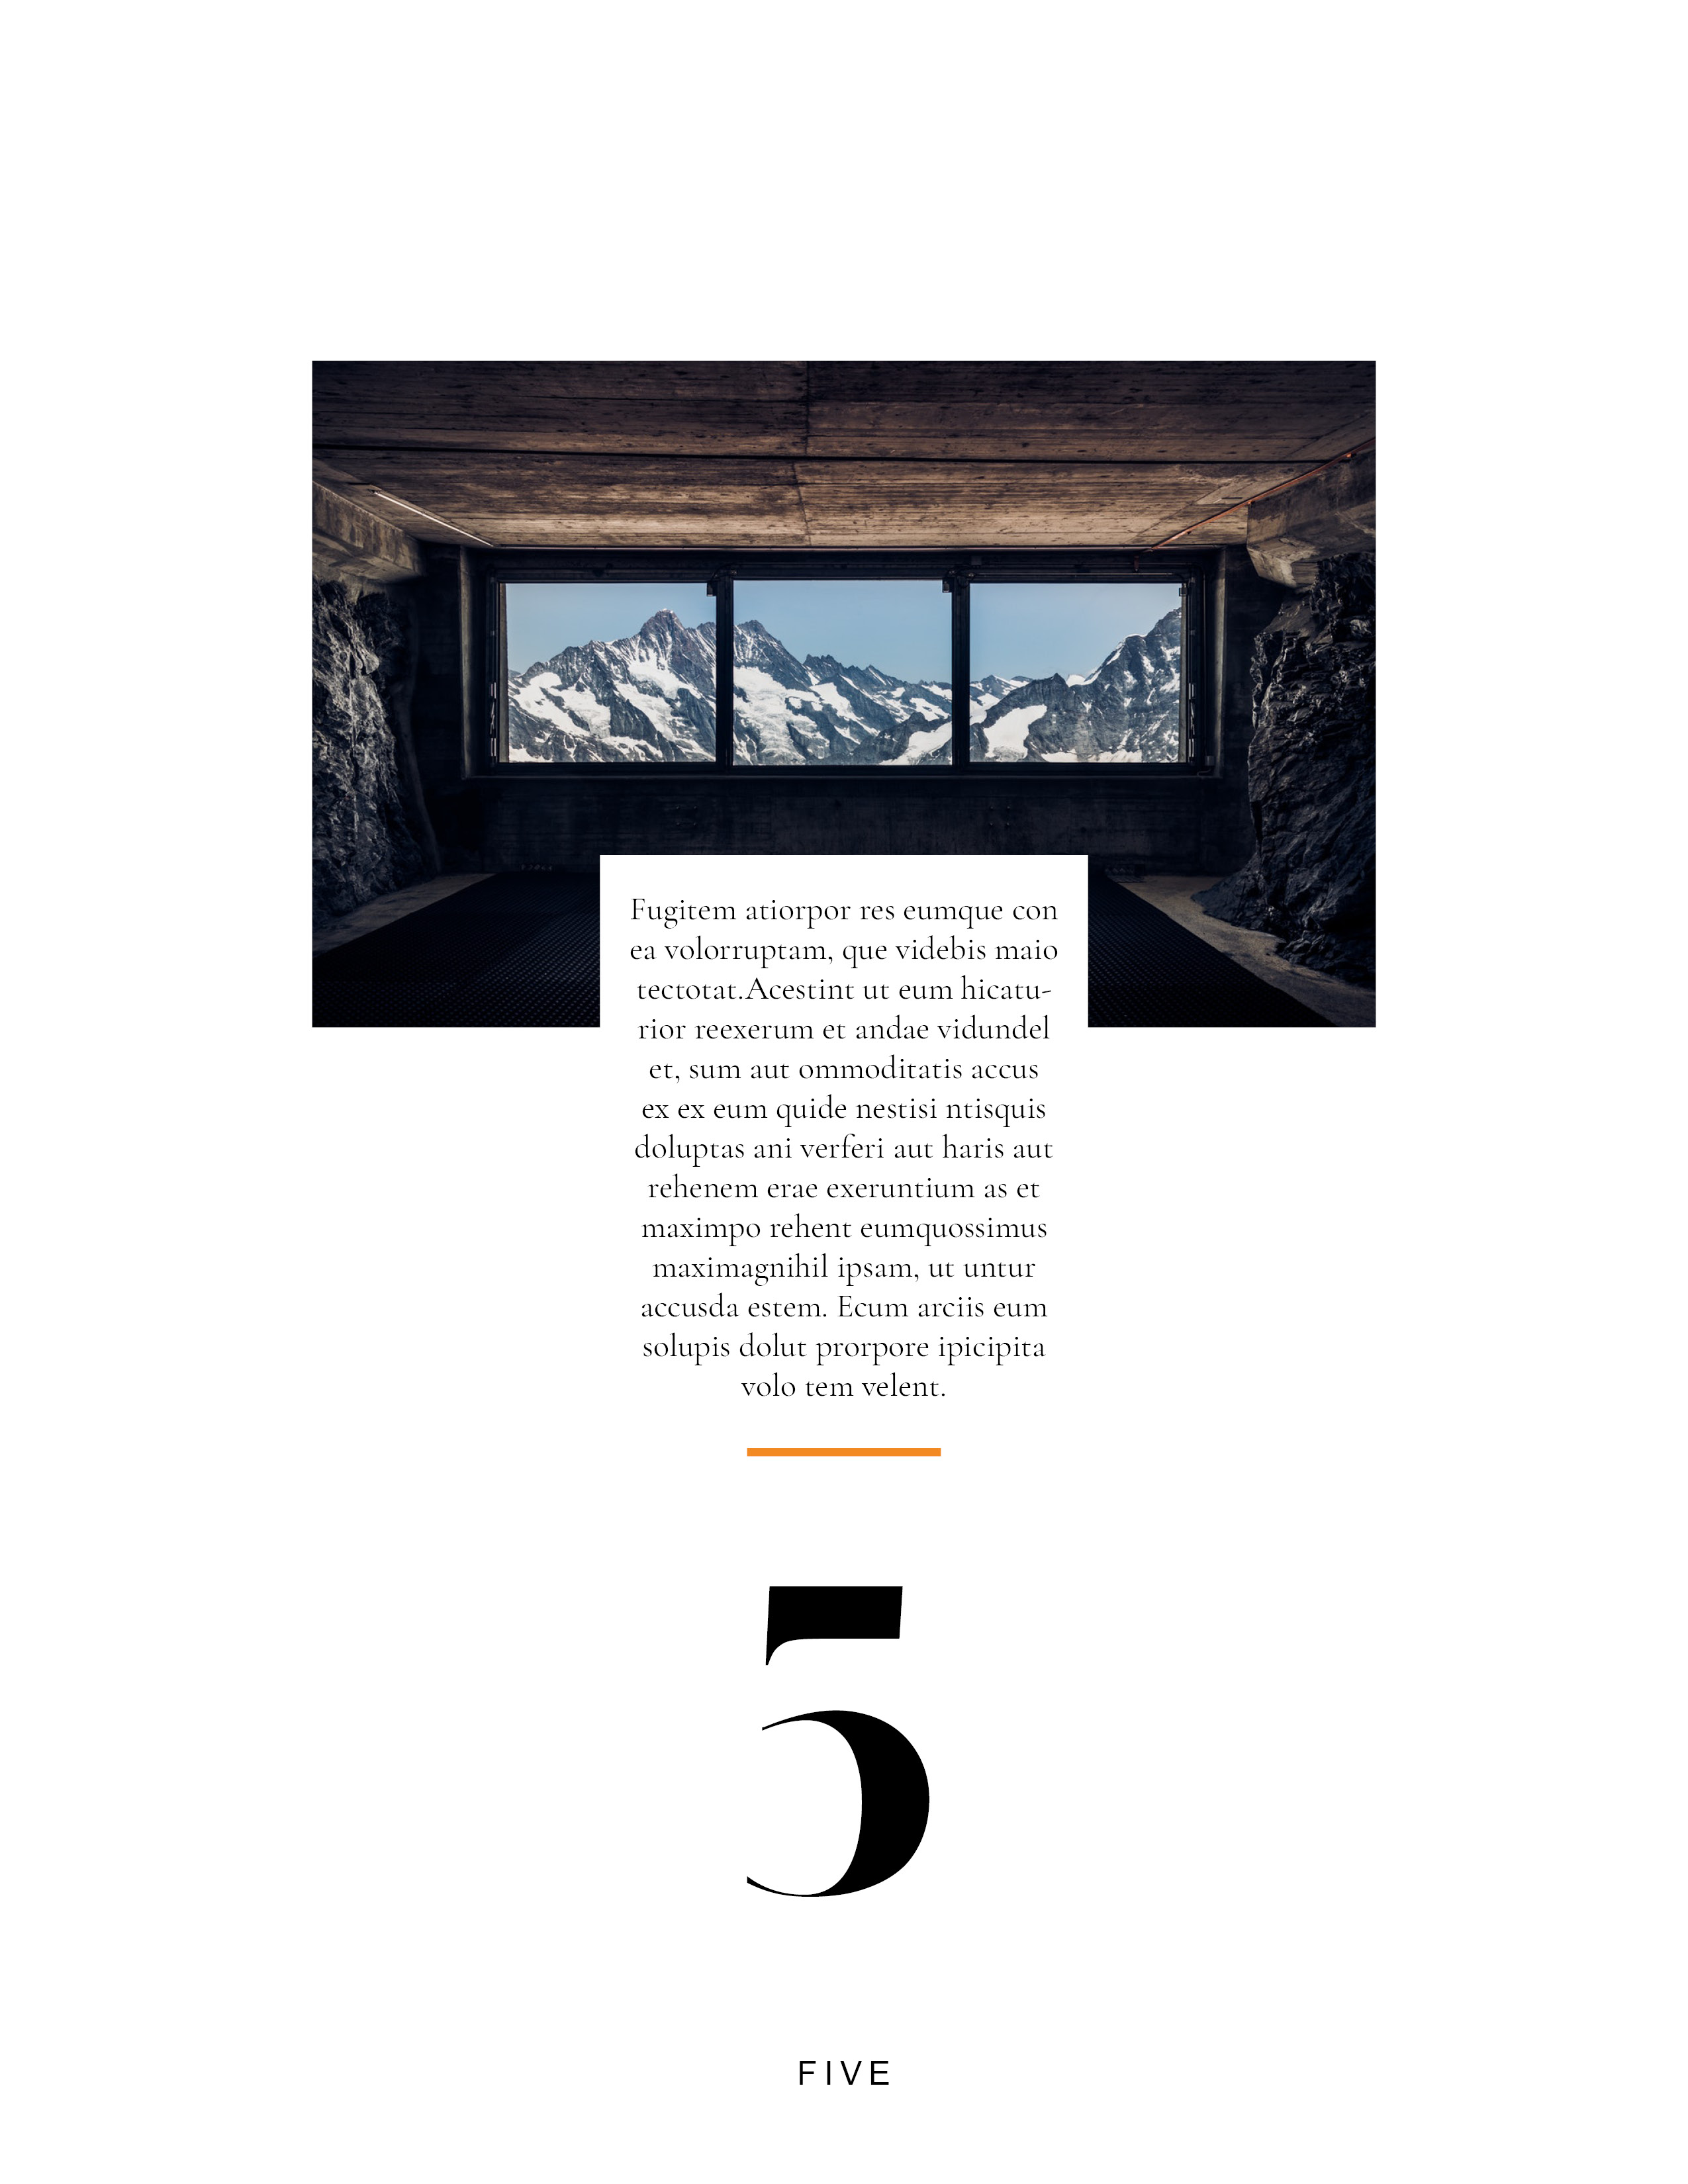 Fugitem atiorpor res eumque con
ea volorruptam, que videbis maio
tectotat.Acestint ut eum hicatu-
rior reexerum et andae vidundel
et, sum aut ommoditatis accus
ex ex eum quide nestisi ntisquis
doluptas ani verferi aut haris aut
rehenem erae exeruntium as et
maximpo rehent eumquossimus
maximagnihil ipsam, ut untur
accusda estem. Ecum arciis eum
solupis dolut prorpore ipicipita
volo tem velent.
5
FIVE